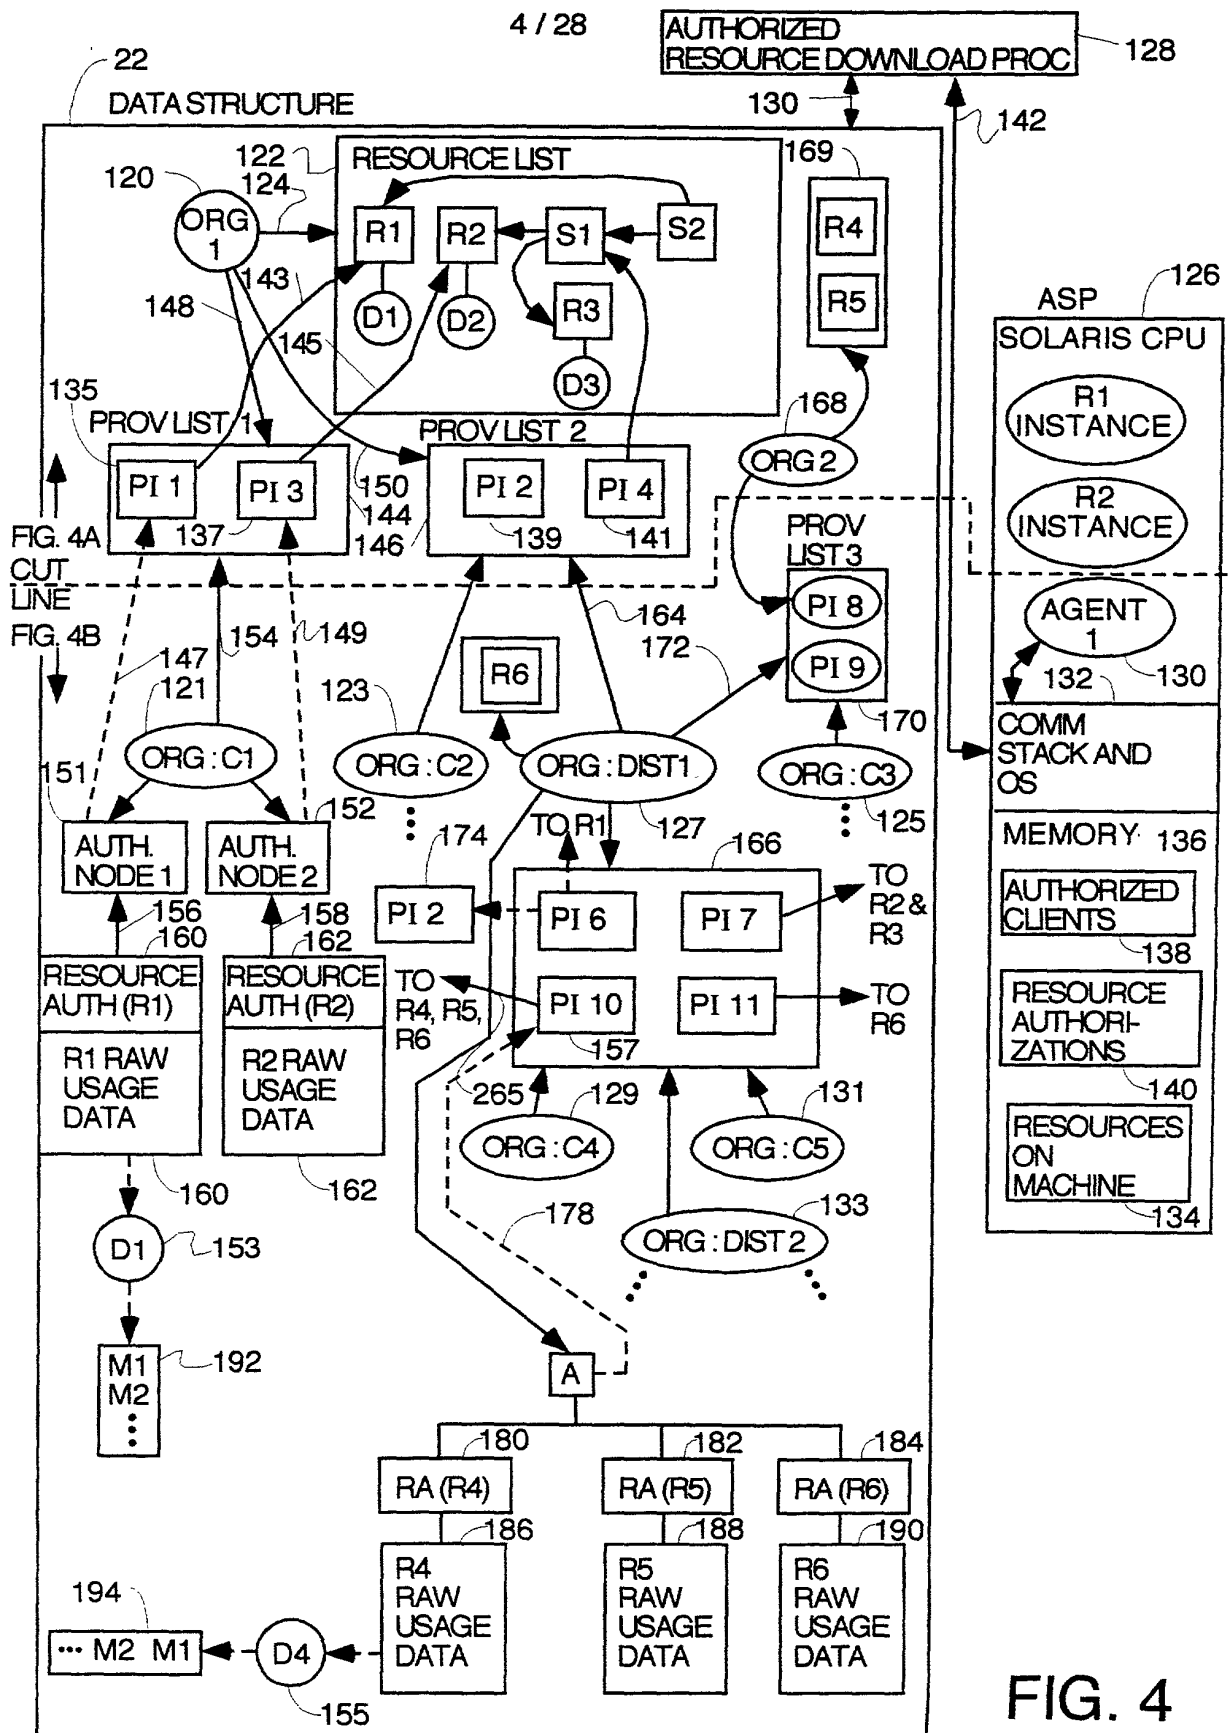 4 / 28
AUTHORIZED
RESOURCE DOWNLOAD PROC
128
22
DATA STRUCTURE
130
142
122
RESOURCE LIST
169
120
124
ORG
1
R1
R2
S1
S2
R4
R5
143
148
D1
D2
R3
D3
145
126
ASP
SOLARIS CPU
R1
INSTANCE
R2
INSTANCE
135
PROV LIST 1
PROV LIST 2
168
ORG 2
PI 1
PI 3
150
PI 2
PI 4
144
137
146
139
141
FIG. 4A
CUT
LINE
FIG. 4B
PROV
LIST 3
PI 8
PI 9
AGENT
1
154
149
164
172
147
121
123
R6
132
130
170
ORG : C1
ORG : C2
ORG : DIST1
ORG : C3
COMM
STACK AND
OS
151
152
TO R1
127
125
AUTH.
NODE 1
AUTH.
NODE 2
174
166
MEMORY
136
PI 2
PI 6
PI 7
TO
R2 &
R3
AUTHORIZED
CLIENTS
138
156
160
158
162
RESOURCE
AUTH (R1)
RESOURCE
AUTH (R2)
TO
R4, R5,
R6
PI 10
PI 11
TO
R6
157
RESOURCE
AUTHORI-
ZATIONS
140
R1 RAW
USAGE
DATA
R2 RAW
USAGE
DATA
265
129
131
ORG : C4
ORG : C5
RESOURCES
ON
MACHINE
134
160
162
178
133
D1
153
ORG : DIST 2
M1
M2
192
A
180
182
184
RA (R4)
RA (R5)
RA (R6)
186
188
190
R4
RAW
USAGE
DATA
R5
RAW
USAGE
DATA
R6
RAW
USAGE
DATA
194
••• M2 M1
D4
155
FIG. 4